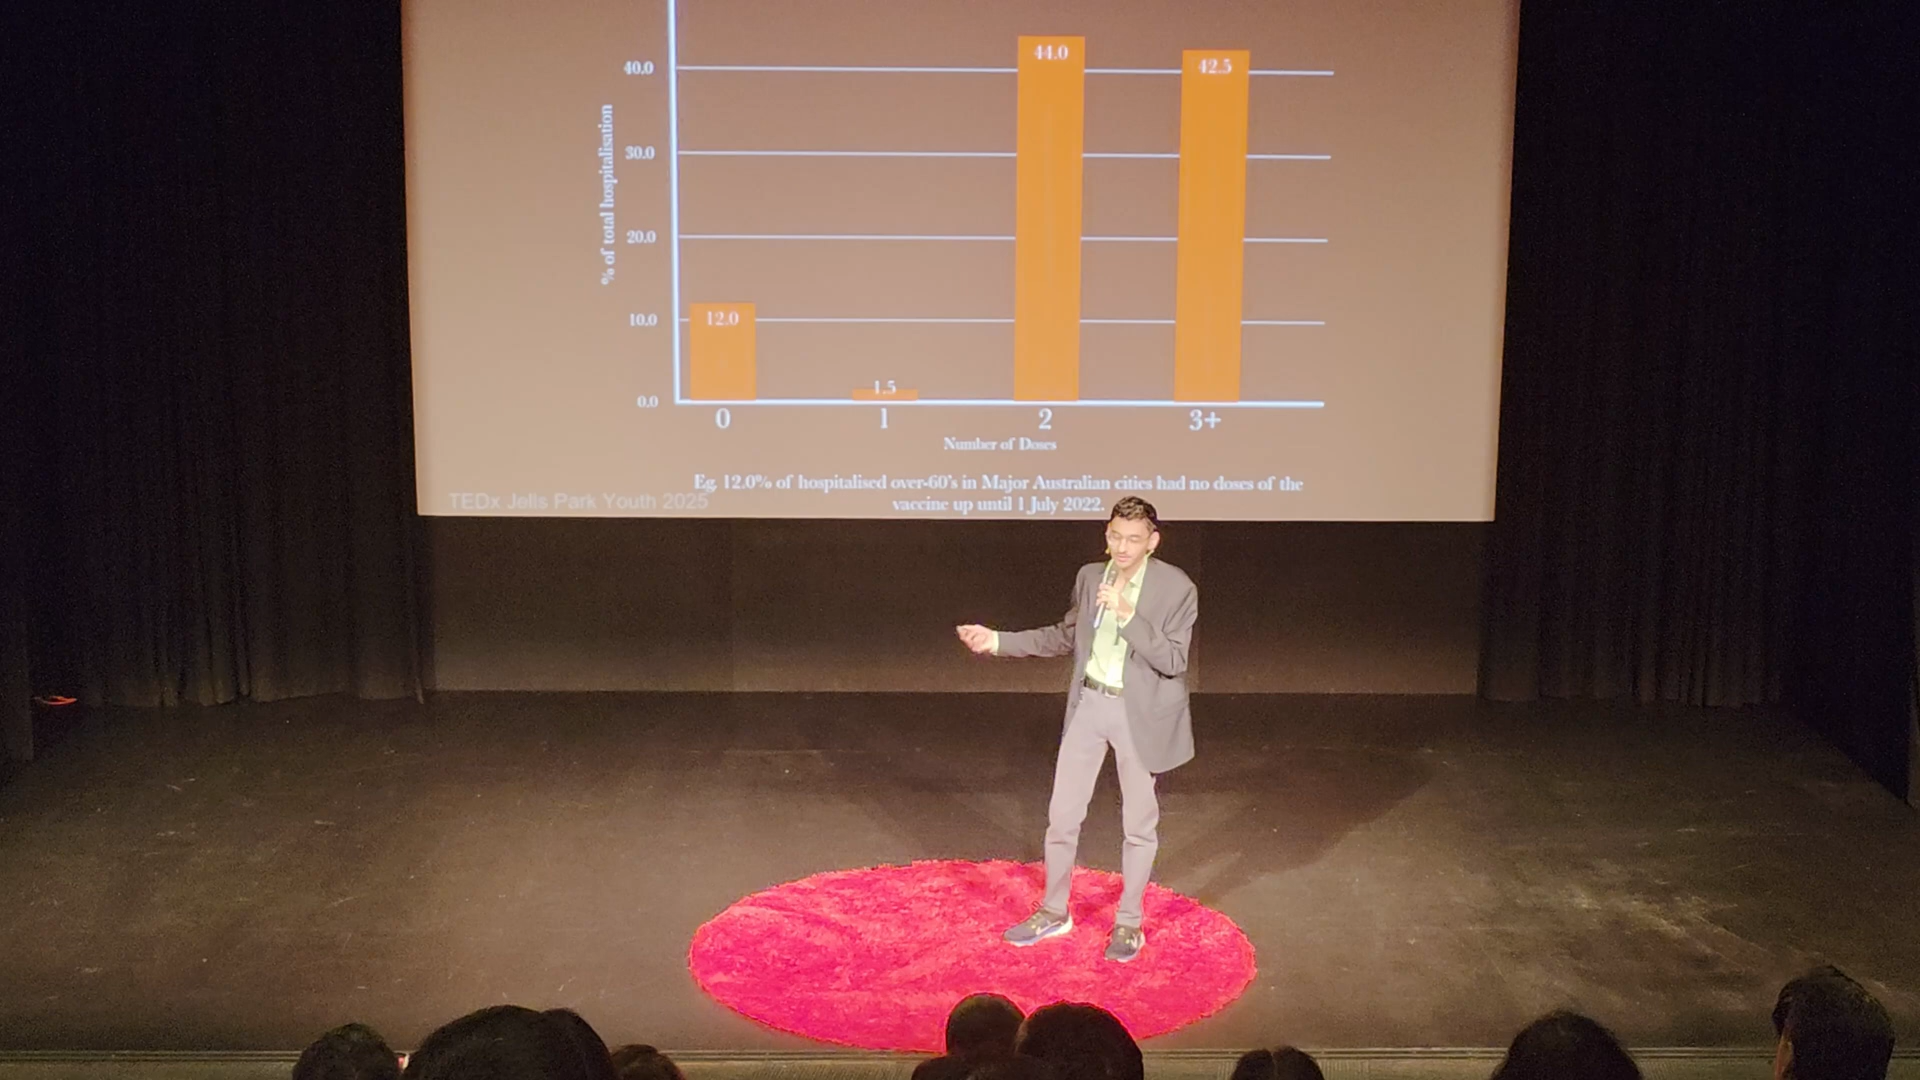 44.0
42.5
40.0
30.0
20.0
10.0
0.0
% of total hospitalisation
12.0
1.5
0 1 2 3+
Number of Doses
Eg. 12.0% of hospitalised over-60's in Major Australian cities had no doses of the
vaccine up until 1 July 2022.
TEDx Jells Park Youth 2025